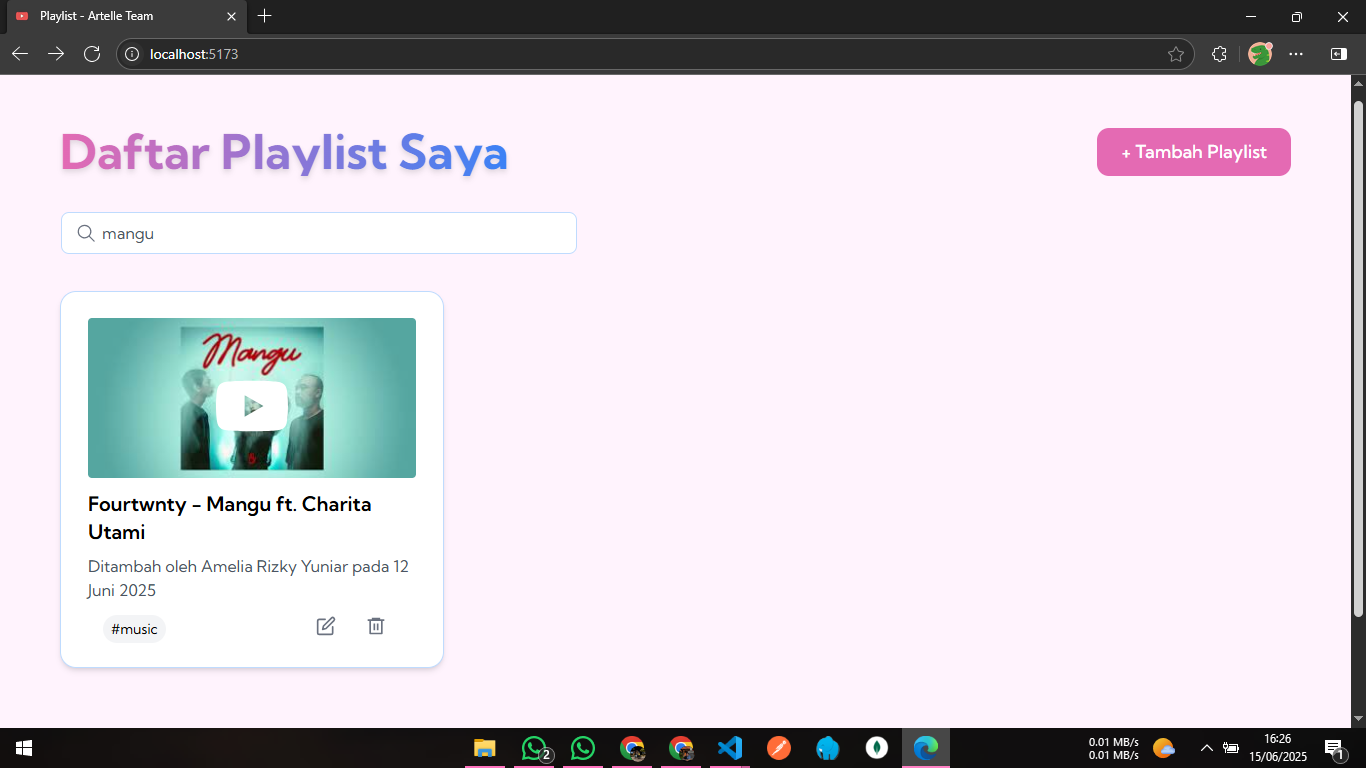 Playlist - Artelle Team
localhost:5173
Daftar Playlist Saya
+ Tambah Playlist
mangu
Mangu
Fourtwnty - Mangu ft. Charita
Utami
Ditambah oleh Amelia Rizky Yuniar pada 12
Juni 2025
#music
2
0.01 MB/s
0.01 MB/s
16:26
15/06/2025
1